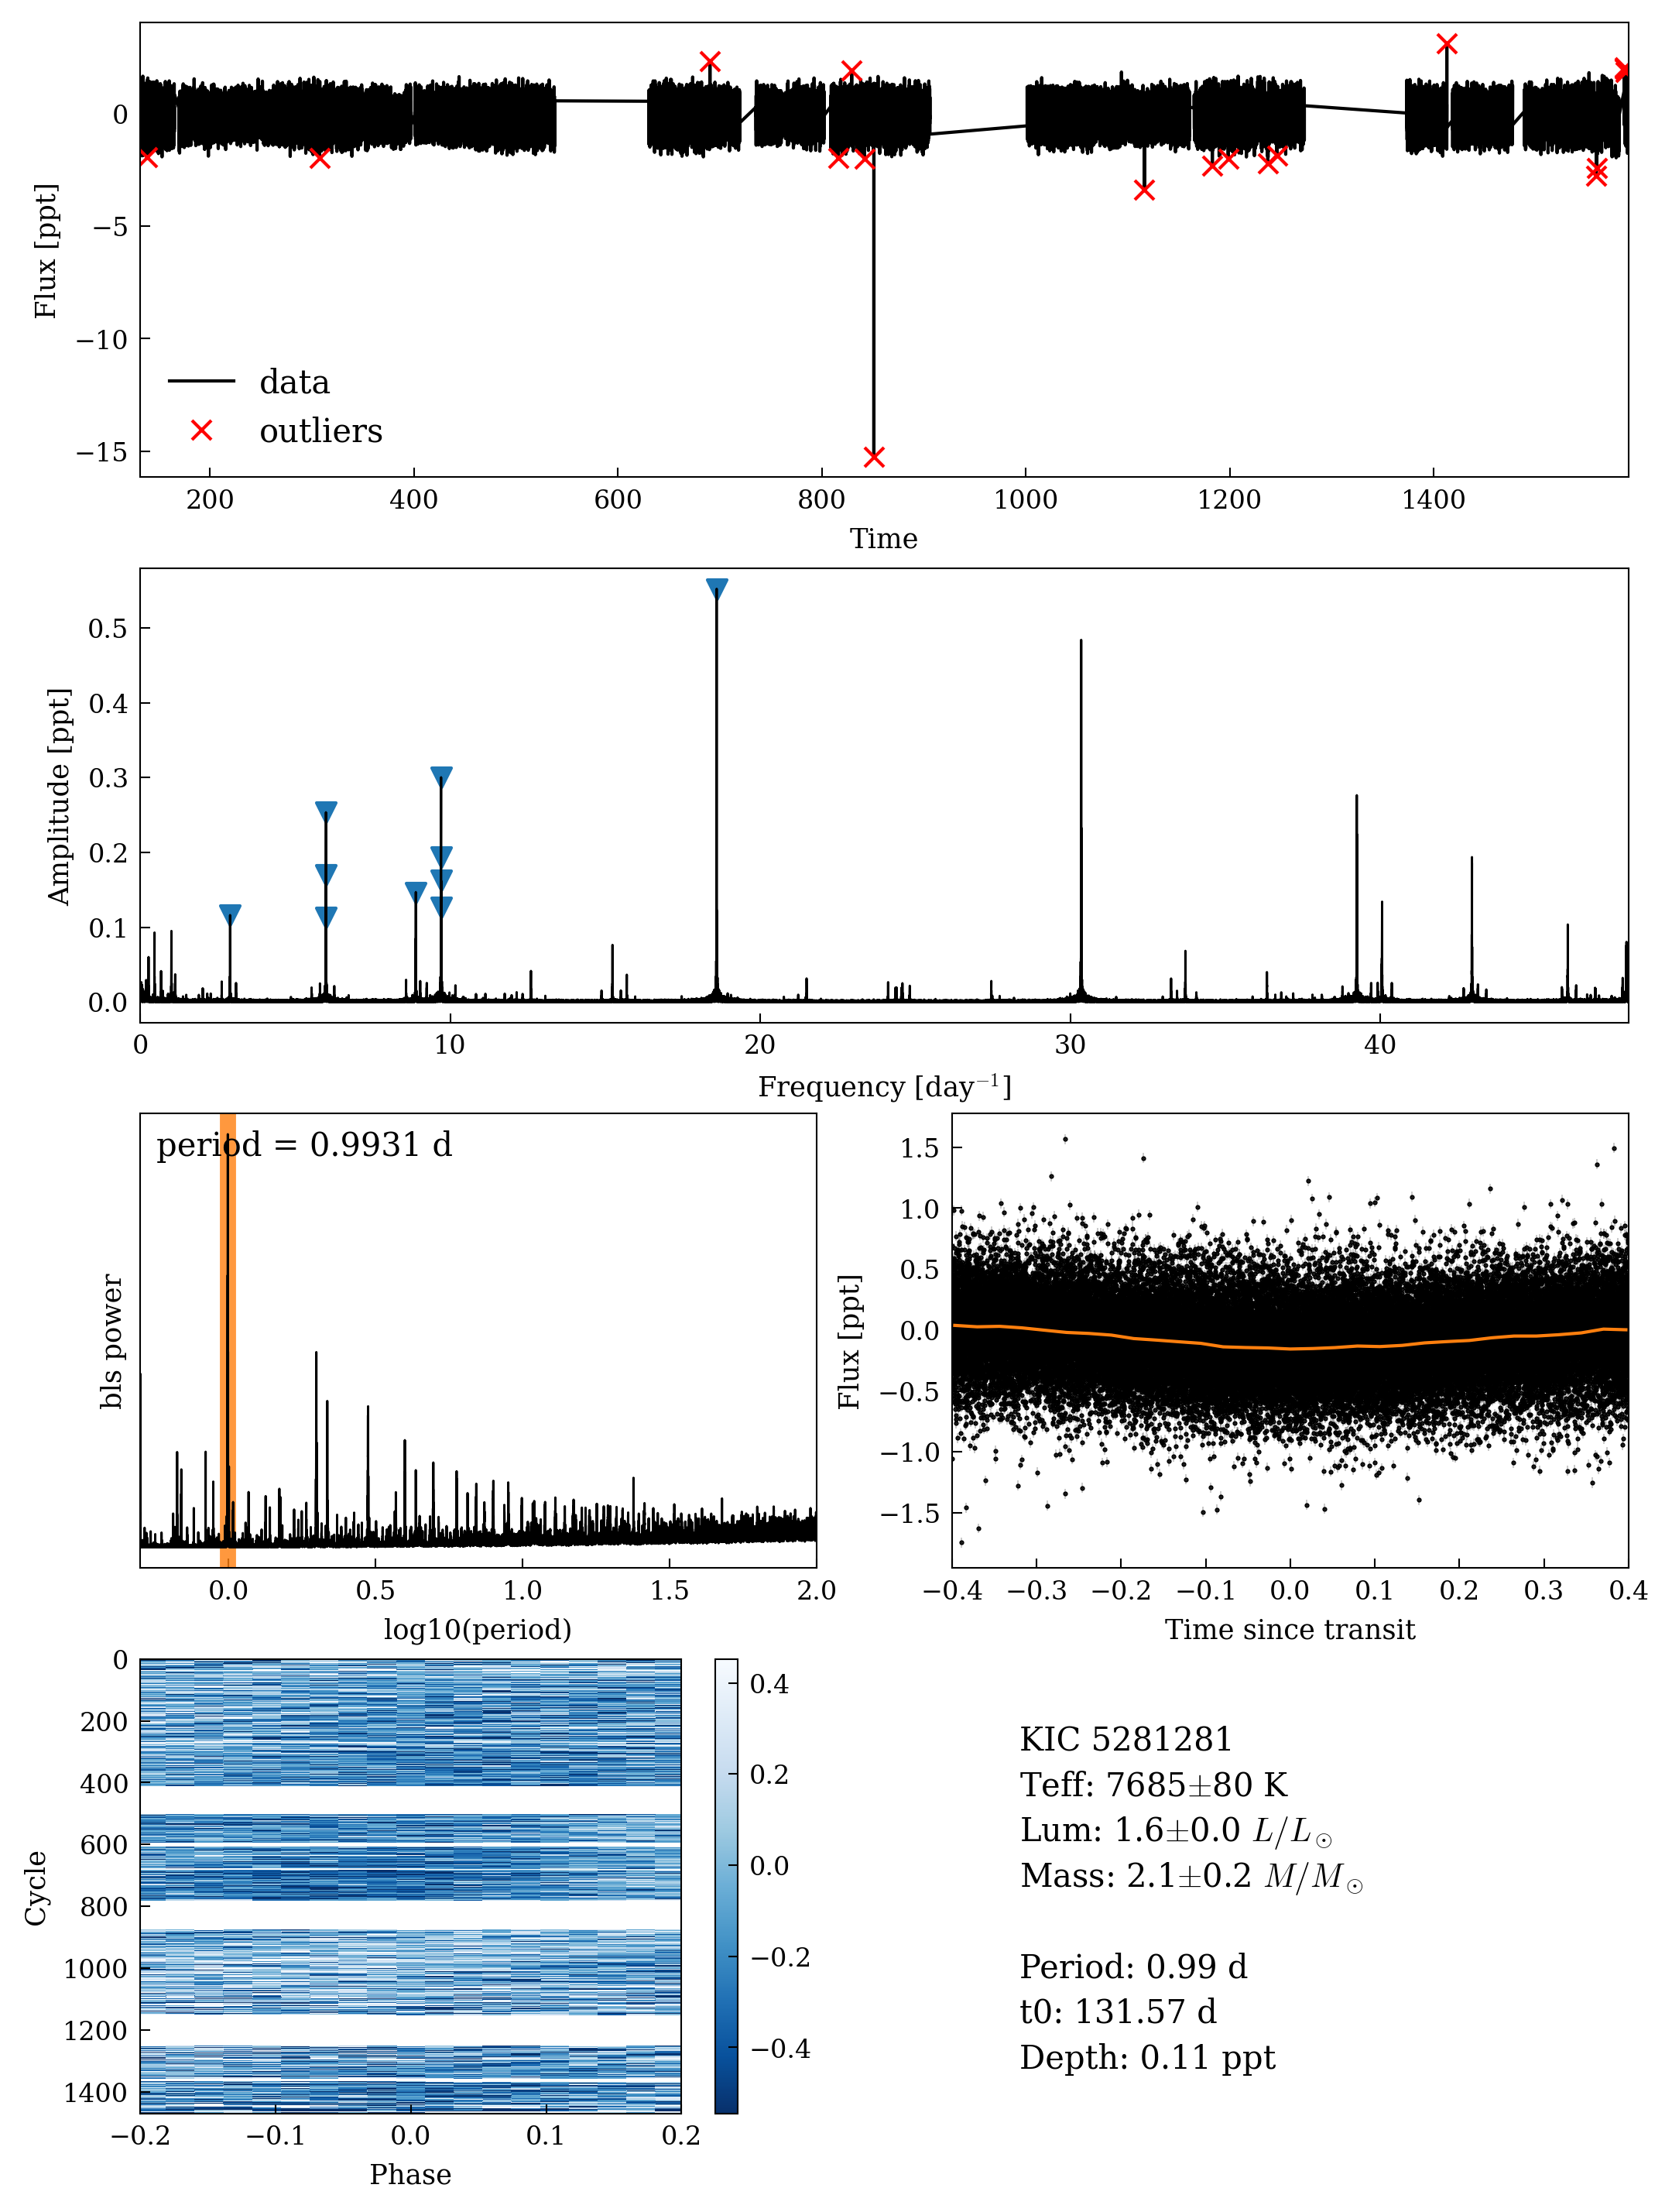 0
−5
−10
−15
Flux [ppt]
data
outliers
200 400 600 800 1000 1200 1400
Time
0.5
0.4
0.3
0.2
0.1
0.0
Amplitude [ppt]
0 10 20 30 40
Frequency [day⁻¹]
period = 0.9931 d
bls power
0.0 0.5 1.0 1.5 2.0
log10(period)
1.5
1.0
0.5
0.0
−0.5
−1.0
−1.5
Flux [ppt]
−0.4 −0.3 −0.2 −0.1 0.0 0.1 0.2 0.3 0.4
Time since transit
0
200
400
600
800
1000
1200
1400
Cycle
−0.2 −0.1 0.0 0.1 0.2
Phase
0.4
0.2
0.0
−0.2
−0.4
KIC 5281281
Teff: 7685±80 K
Lum: 1.6±0.0 L/L☉
Mass: 2.1±0.2 M/M☉
Period: 0.99 d
t0: 131.57 d
Depth: 0.11 ppt